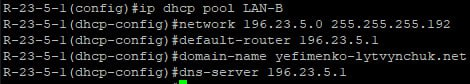 R-23-5-1(config)#ip dhcp pool LAN-B
R-23-5-1(dhcp-config)#network 196.23.5.0 255.255.255.192
R-23-5-1(dhcp-config)#default-router 196.23.5.1
R-23-5-1(dhcp-config)#domain-name yefimenko-lytvynchuk.net
R-23-5-1(dhcp-config)#dns-server 196.23.5.1